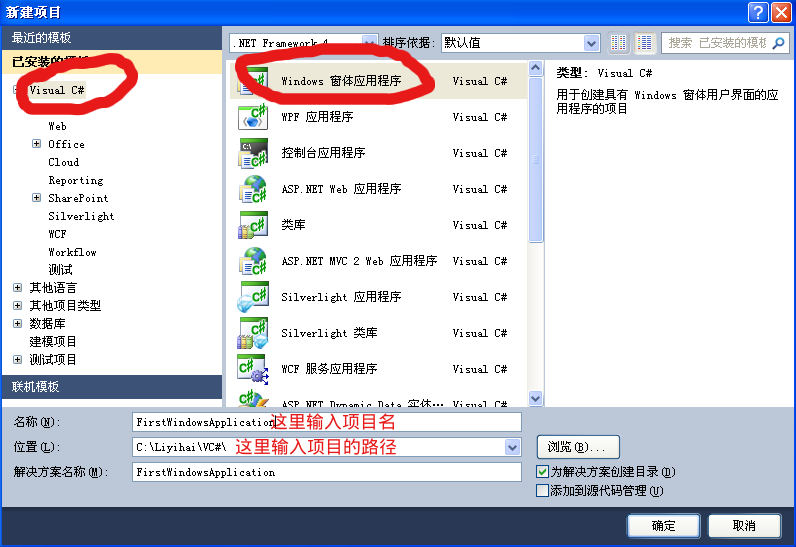 新建项目
最近的模板
已安装的模板
.NET Framework 4
排序依据:
默认值
搜索 已安装的模板
Visual C#
Web
Office
Cloud
Reporting
SharePoint
Silverlight
WCF
Workflow
测试
其他语言
其他项目类型
数据库
建模项目
测试项目
联机模板
Windows 窗体应用程序 Visual C#
WPF 应用程序 Visual C#
控制台应用程序 Visual C#
ASP.NET Web 应用程序 Visual C#
类库 Visual C#
ASP.NET MVC 2 Web 应用程序 Visual C#
Silverlight 应用程序 Visual C#
Silverlight 类库 Visual C#
WCF 服务应用程序 Visual C#
ASP.NET Dynamic Data 实体... Visual C#
类型: Visual C#
用于创建具有 Windows 窗体用户界面的应
用程序的项目
名称(N): FirstWindowsApplication 这里输入项目名
位置(L): C:\Liyihai\VC#\ 这里输入项目的路径
浏览(B)...
解决方案名称(M): FirstWindowsApplication
为解决方案创建目录(D)
添加到源代码管理(U)
确定
取消